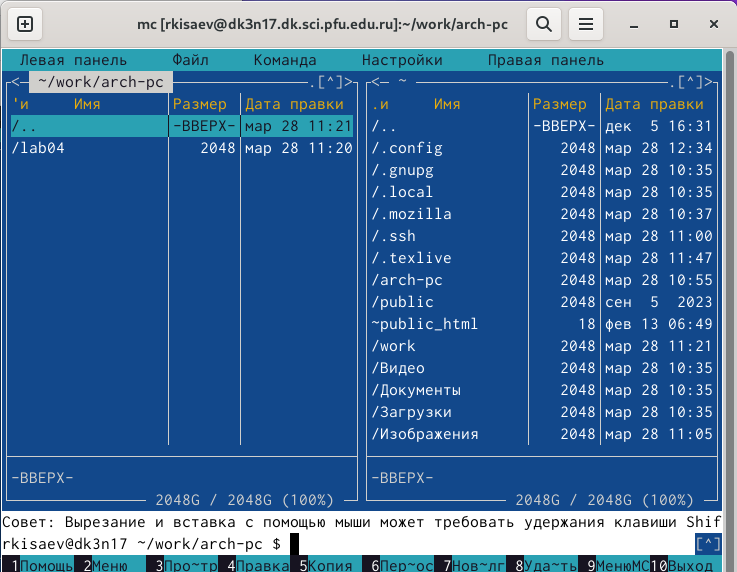 mc [rkisaev@dk3n17.dk.sci.pfu.edu.ru]:~/work/arch-pc
Левая панель Файл Команда Настройки Правая панель
<— ~/work/arch-pc .[^]> <— ~ .[^]>
'и Имя Размер Дата правки .и Имя Размер Дата правки
/.. -ВВЕРХ- мар 28 11:21 /.. -ВВЕРХ- дек 5 16:31
/lab04 2048 мар 28 11:20 /.config 2048 мар 28 12:34
/.gnupg 2048 мар 28 10:35
/.local 2048 мар 28 10:35
/.mozilla 2048 мар 28 10:37
/.ssh 2048 мар 28 11:00
/.texlive 2048 мар 28 11:47
/arch-pc 2048 мар 28 10:55
/public 2048 сен 5 2023
~public_html 18 фев 13 06:49
/work 2048 мар 28 11:21
/Видео 2048 мар 28 10:35
/Документы 2048 мар 28 10:35
/Загрузки 2048 мар 28 10:35
/Изображения 2048 мар 28 11:05
-ВВЕРХ- -ВВЕРХ-
2048G / 2048G (100%) 2048G / 2048G (100%)
Совет: Вырезание и вставка с помощью мыши может требовать удержания клавиши Shif
rkisaev@dk3n17 ~/work/arch-pc $ [^]
1Помощь 2Меню 3Про~тр 4Правка 5Копия 6Пер~ос 7Нов~лг 8Уда~ть 9МенюMC 10Выход